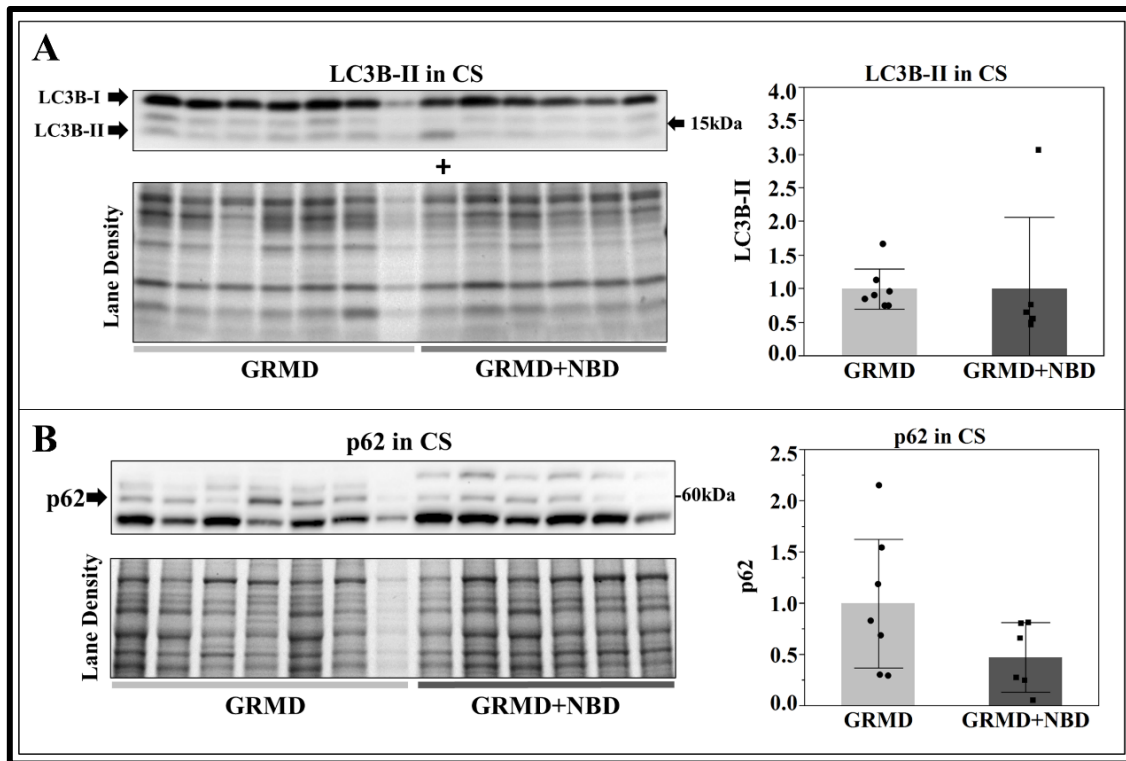 A
LC3B-II in CS
LC3B-I
LC3B-II
15kDa
+
Lane Density
GRMD
GRMD+NBD
LC3B-II in CS
LC3B-II
4.0
3.5
3.0
2.5
2.0
1.5
1.0
0.5
0.0
GRMD
GRMD+NBD
B
p62 in CS
p62
-60kDa
Lane Density
GRMD
GRMD+NBD
p62 in CS
p62
2.5
2.0
1.5
1.0
0.5
0.0
GRMD
GRMD+NBD